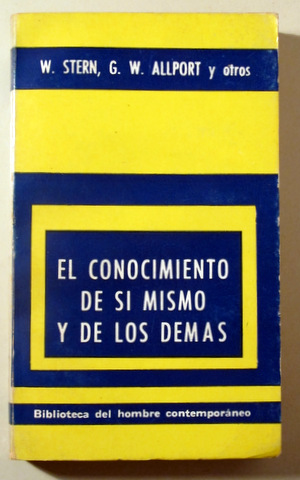 W. STERN, G. W. ALLPORT y otros
EL CONOCIMIENTO
DE SI MISMO
Y DE LOS DEMAS
Biblioteca del hombre contemporáneo